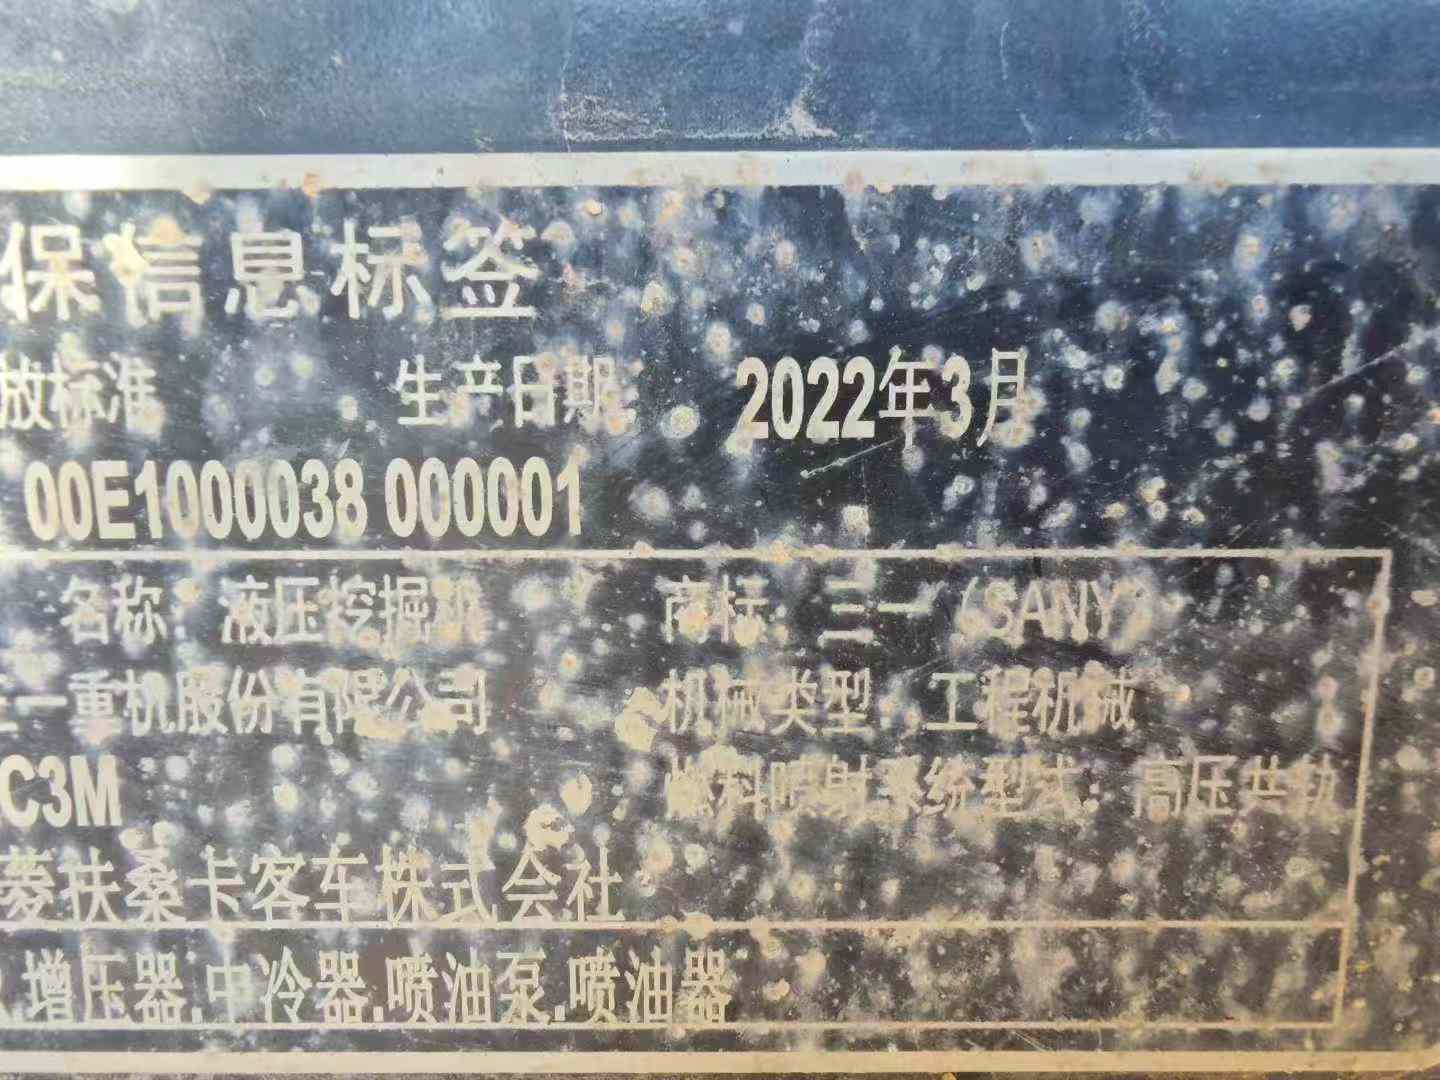 保信息标签
放标准 生产日期 2022年3月
00E1000038 000001
名称：液压挖掘机 商标：三一（SANY）
三一重机股份有限公司 机械类型：工程机械
C3M 燃料喷射系统型式：高压共轨
菱扶桑卡客车株式会社
,增压器,中冷器,喷油泵,喷油器